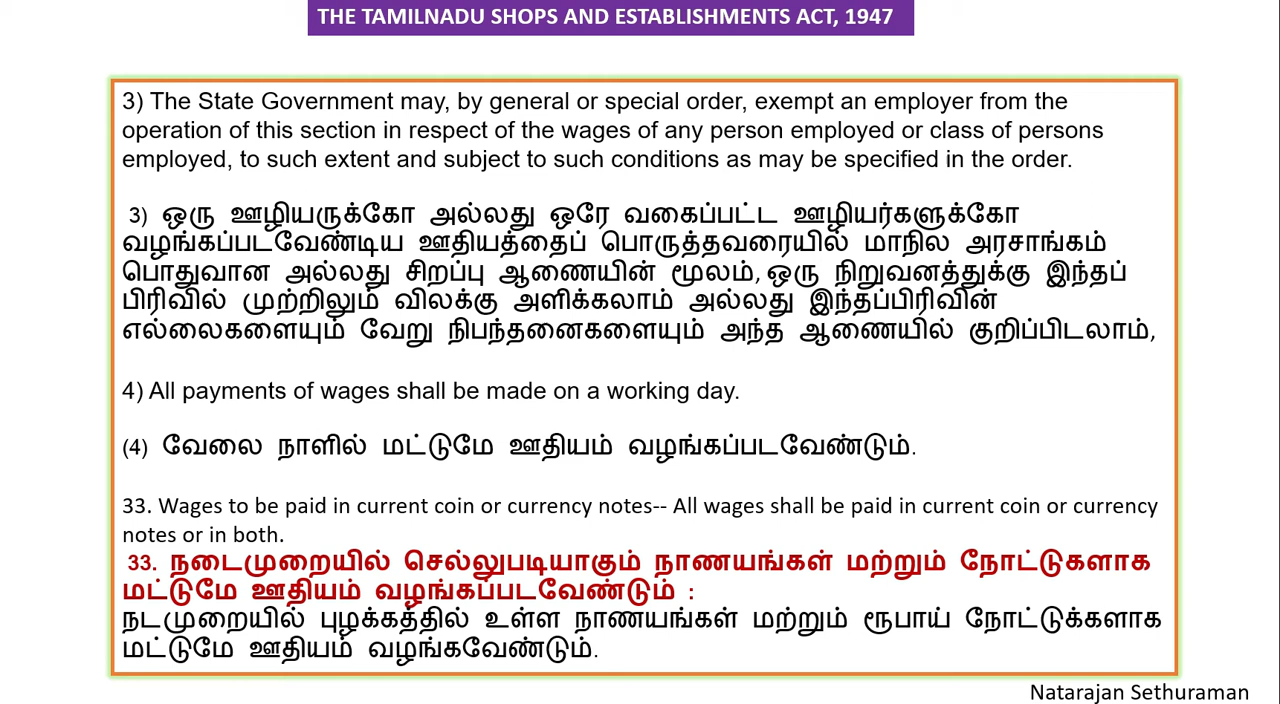 THE TAMILNADU SHOPS AND ESTABLISHMENTS ACT, 1947
3) The State Government may, by general or special order, exempt an employer from the
operation of this section in respect of the wages of any person employed or class of persons
employed, to such extent and subject to such conditions as may be specified in the order.
3) ஒரு ஊழியருக்கோ அல்லது ஒரே வகைப்பட்ட ஊழியர்களுக்கோ
வழங்கப்படவேண்டிய ஊதியத்தைப் பொருத்தவரையில் மாநில அரசாங்கம்
பொதுவான அல்லது சிறப்பு ஆணையின் மூலம், ஒரு நிறுவனத்துக்கு இந்தப்
பிரிவில் முற்றிலும் விலக்கு அளிக்கலாம் அல்லது இந்தப்பிரிவின்
எல்லைகளையும் வேறு நிபந்தனைகளையும் அந்த ஆணையில் குறிப்பிடலாம்,
4) All payments of wages shall be made on a working day.
(4) வேலை நாளில் மட்டுமே ஊதியம் வழங்கப்படவேண்டும்.
33. Wages to be paid in current coin or currency notes-- All wages shall be paid in current coin or currency
notes or in both.
33. நடைமுறையில் செல்லுபடியாகும் நாணயங்கள் மற்றும் நோட்டுகளாக
மட்டுமே ஊதியம் வழங்கப்படவேண்டும் :
நடமுறையில் புழக்கத்தில் உள்ள நாணயங்கள் மற்றும் ரூபாய் நோட்டுக்களாக
மட்டுமே ஊதியம் வழங்கவேண்டும்.
Natarajan Sethuraman